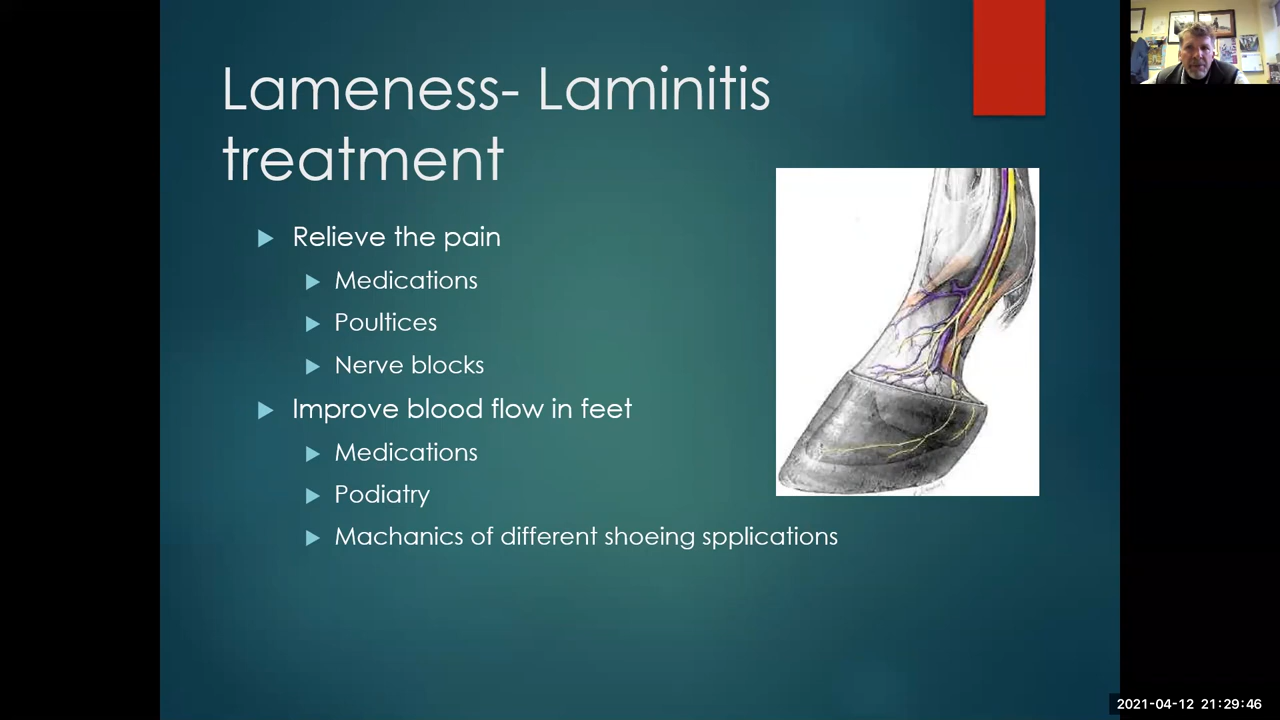 Lameness- Laminitis
treatment
Relieve the pain
Medications
Poultices
Nerve blocks
Improve blood flow in feet
Medications
Podiatry
Machanics of different shoeing spplications
2021-04-12 21:29:46